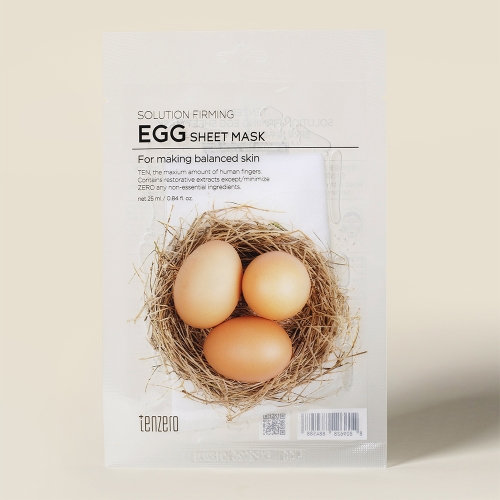 SOLUTION FIRMING
EGG SHEET MASK
For making balanced skin
TEN, the maxium amount of human fingers.
Contains restorative extracts except/minimize
ZERO any non-essential ingredients.
net 25 ml / 0.84 fl. oz.
tenzero